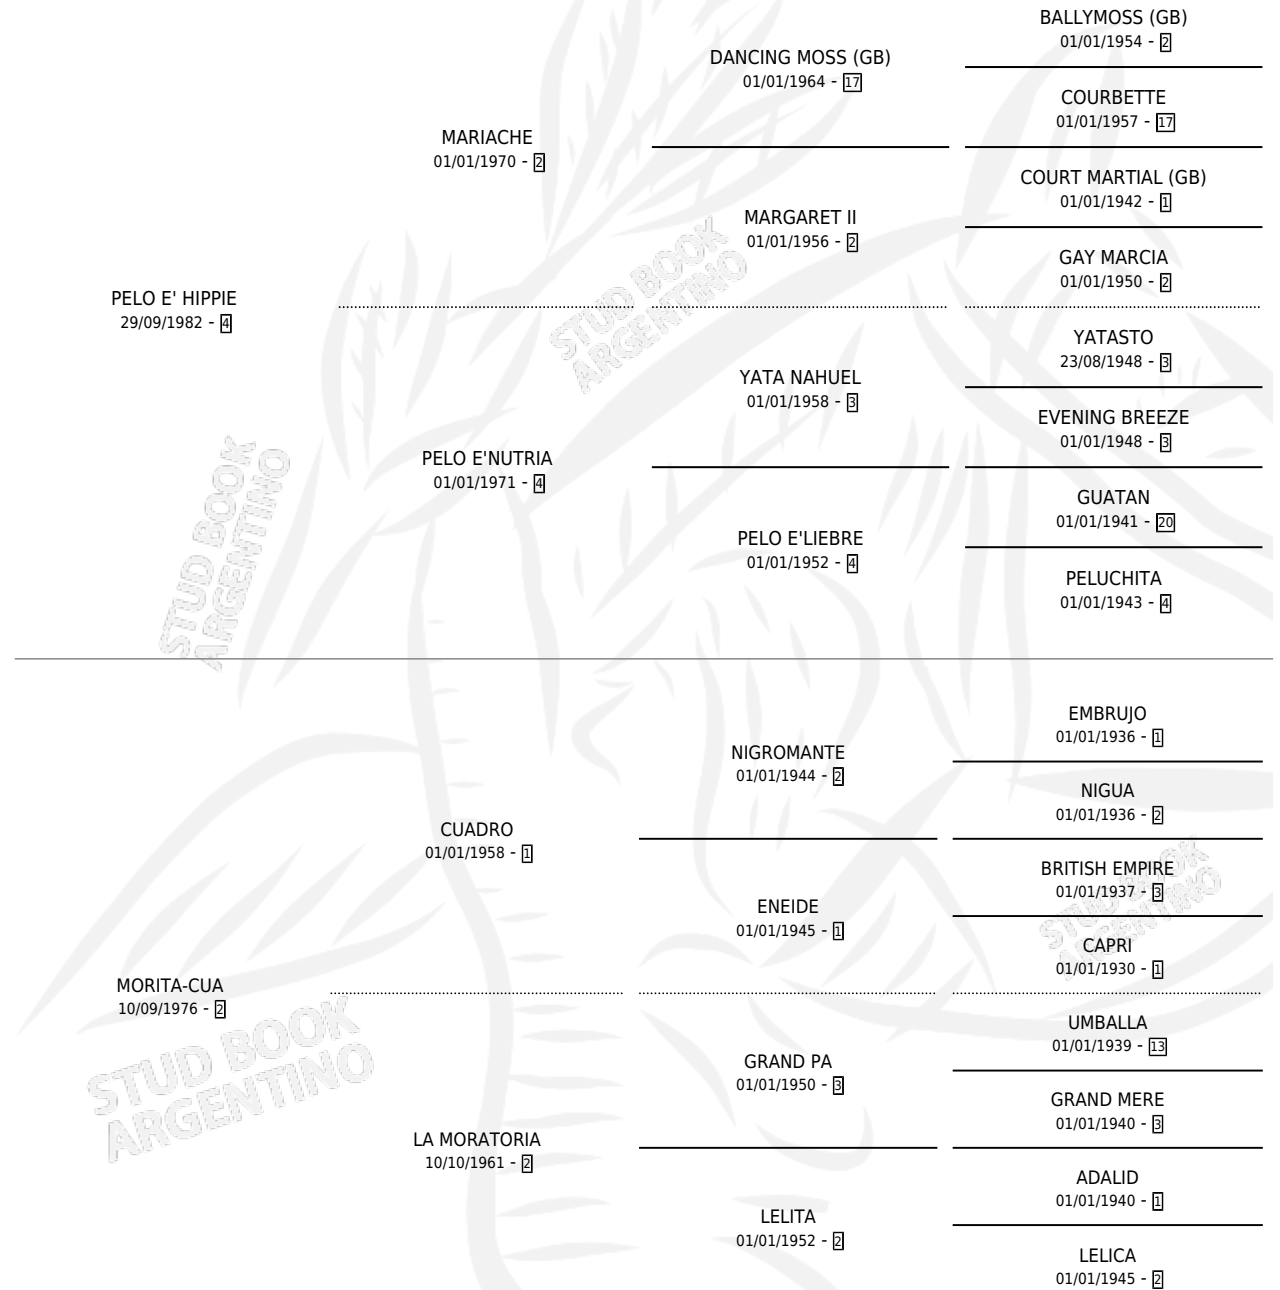 BALLYMOSS (GB)
01/01/1954 - 2
DANCING MOSS (GB)
01/01/1964 - 17
COURBETTE
01/01/1957 - 17
MARIACHE
01/01/1970 - 2
COURT MARTIAL (GB)
01/01/1942 - 1
MARGARET II
01/01/1956 - 2
GAY MARCIA
01/01/1950 - 2
PELO E' HIPPIE
29/09/1982 - 4
YATASTO
23/08/1948 - 3
YATA NAHUEL
01/01/1958 - 3
EVENING BREEZE
01/01/1948 - 3
PELO E'NUTRIA
01/01/1971 - 4
GUATAN
01/01/1941 - 20
PELO E'LIEBRE
01/01/1952 - 4
PELUCHITA
01/01/1943 - 4
EMBRUJO
01/01/1936 - 1
NIGROMANTE
01/01/1944 - 2
NIGUA
01/01/1936 - 2
CUADRO
01/01/1958 - 1
BRITISH EMPIRE
01/01/1937 - 3
ENEIDE
01/01/1945 - 1
CAPRI
01/01/1930 - 1
MORITA-CUA
10/09/1976 - 2
UMBALLA
01/01/1939 - 13
GRAND PA
01/01/1950 - 3
GRAND MERE
01/01/1940 - 3
LA MORATORIA
10/10/1961 - 2
ADALID
01/01/1940 - 1
LELITA
01/01/1952 - 2
LELICA
01/01/1945 - 2
STUD BOOK
ARGENTINO
STUD BOOK
ARGENTINO
STUD BOOK
ARGENTINO
STUD BOOK
ARGENTINO